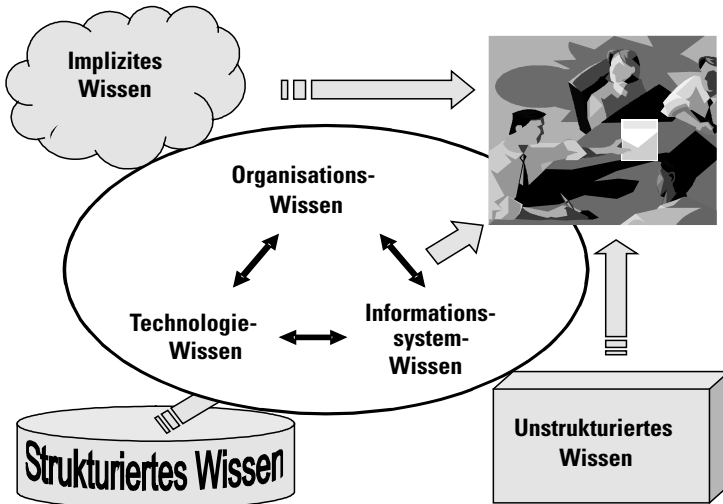 Implizites
Wissen
Organisations-
Wissen
Technologie-
Wissen
Informations-
system-
Wissen
Strukturiertes Wissen
Unstrukturiertes
Wissen